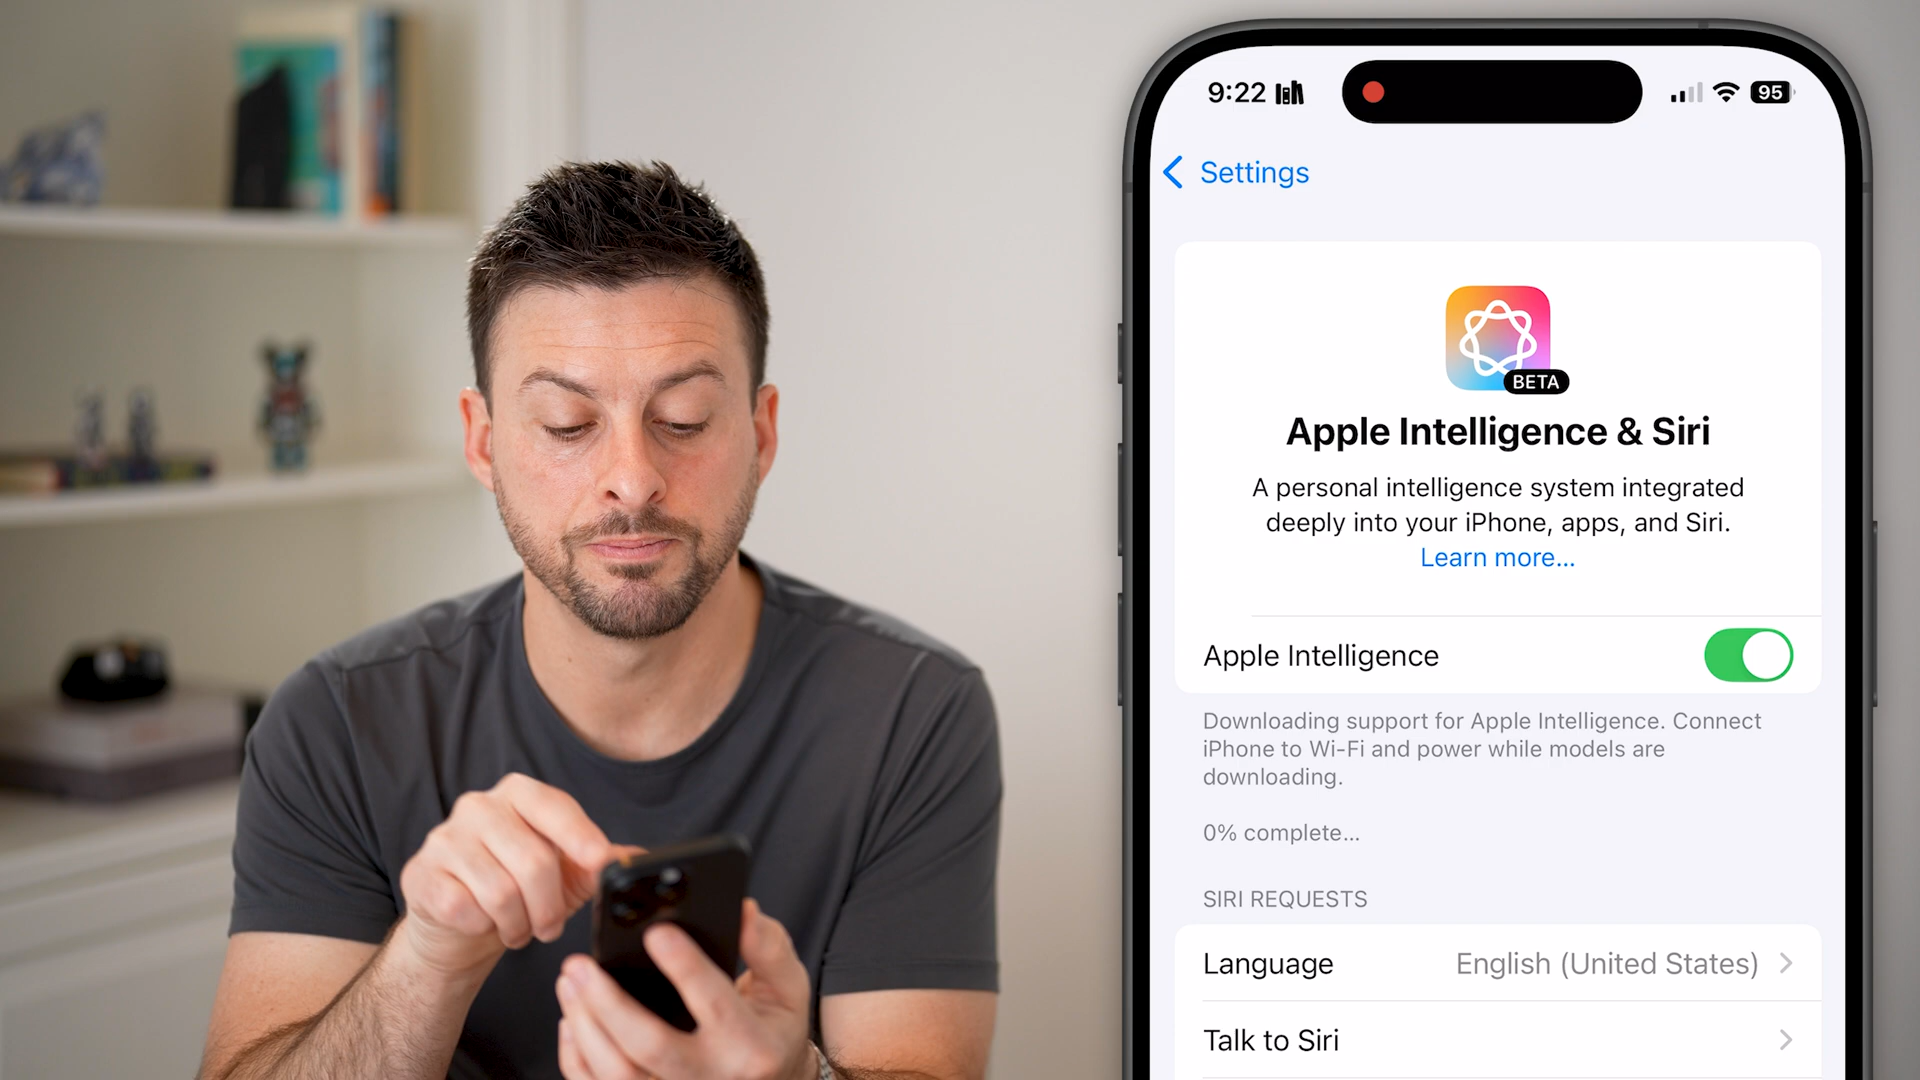 9:22
95
Settings
BETA
Apple Intelligence & Siri
A personal intelligence system integrated
deeply into your iPhone, apps, and Siri.
Learn more...
Apple Intelligence
Downloading support for Apple Intelligence. Connect
iPhone to Wi-Fi and power while models are
downloading.
0% complete...
SIRI REQUESTS
Language English (United States)
Talk to Siri